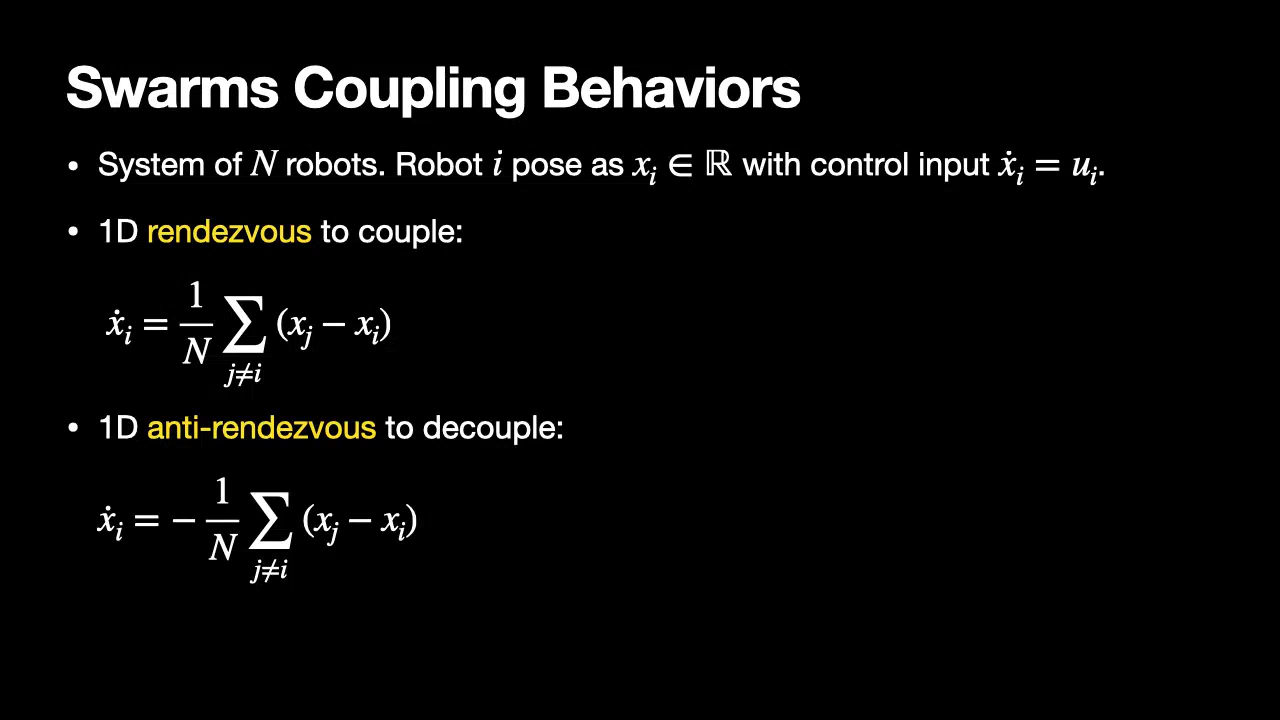 Swarms Coupling Behaviors
• System of N robots. Robot i pose as xᵢ ∈ ℝ with control input ẋᵢ = uᵢ.
• 1D rendezvous to couple:
ẋᵢ = 1/N ∑_{j≠i} (xⱼ − xᵢ)
• 1D anti-rendezvous to decouple:
ẋᵢ = − 1/N ∑_{j≠i} (xⱼ − xᵢ)